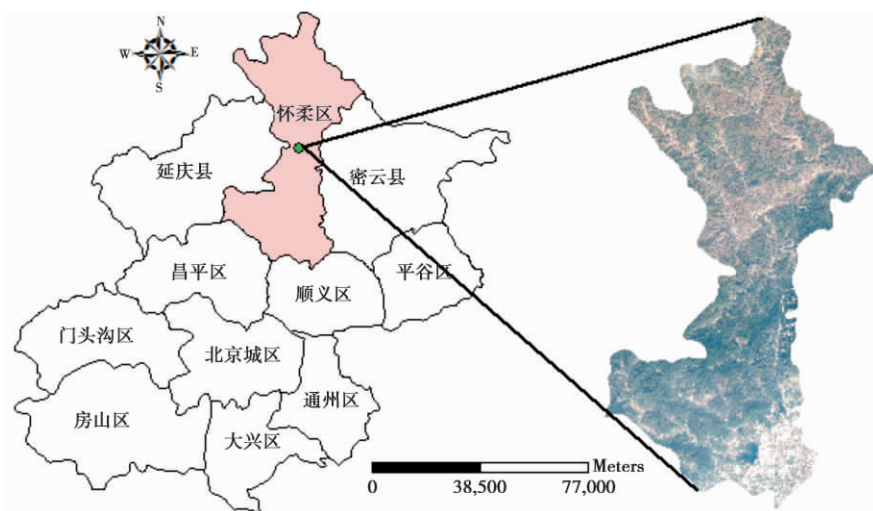 N
W E
S
怀柔区
延庆县
密云县
昌平区
顺义区
平谷区
门头沟区
北京城区
通州区
房山区
大兴区
Meters
0 38,500 77,000